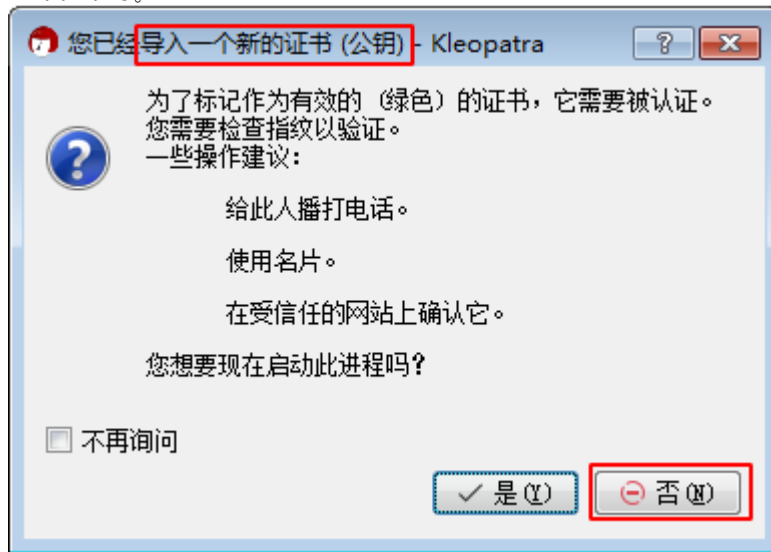 您已经导入一个新的证书 (公钥) - Kleopatra
为了标记作为有效的（绿色）的证书，它需要被认证。
您需要检查指纹以验证。
一些操作建议：
给此人播打电话。
使用名片。
在受信任的网站上确认它。
您想要现在启动此进程吗？
不再询问
是(Y)
否(N)